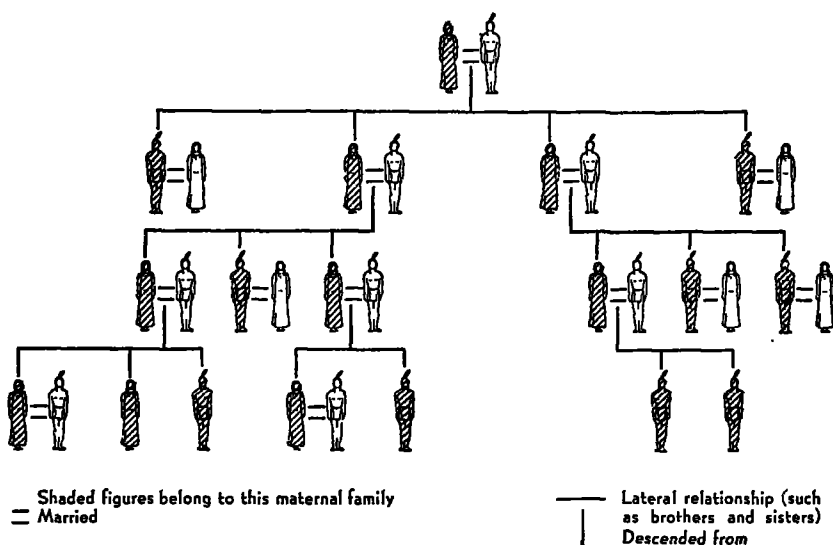 Shaded figures belong to this maternal family
Married
Lateral relationship (such
as brothers and sisters)
Descended from